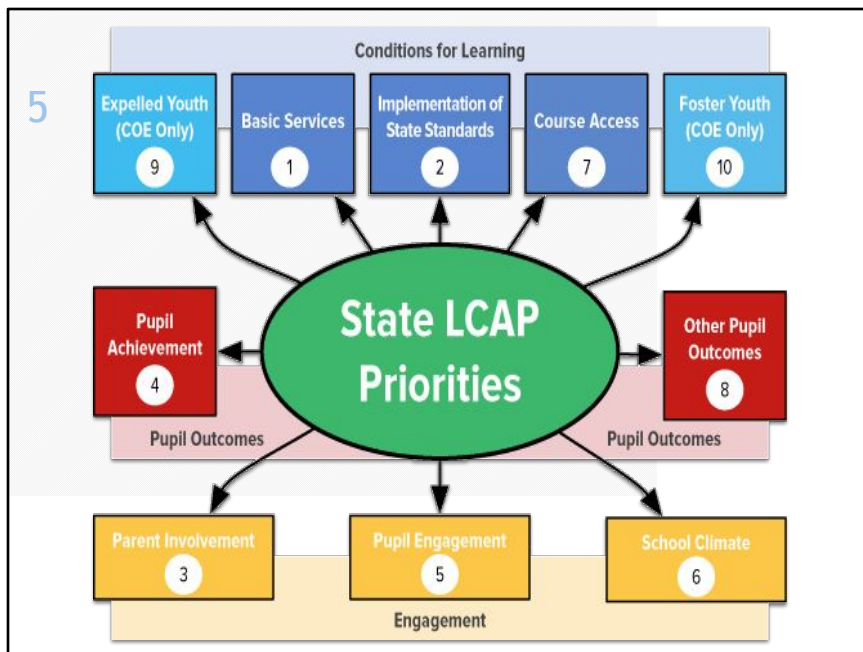 Conditions for Learning
5
Expelled Youth
(COE Only)
9
Basic Services
1
Implementation of
State Standards
2
Course Access
7
Foster Youth
(COE Only)
10
State LCAP
Priorities
Pupil
Achievement
4
Other Pupil
Outcomes
8
Pupil Outcomes
Pupil Outcomes
Parent Involvement
3
Pupil Engagement
5
School Climate
6
Engagement